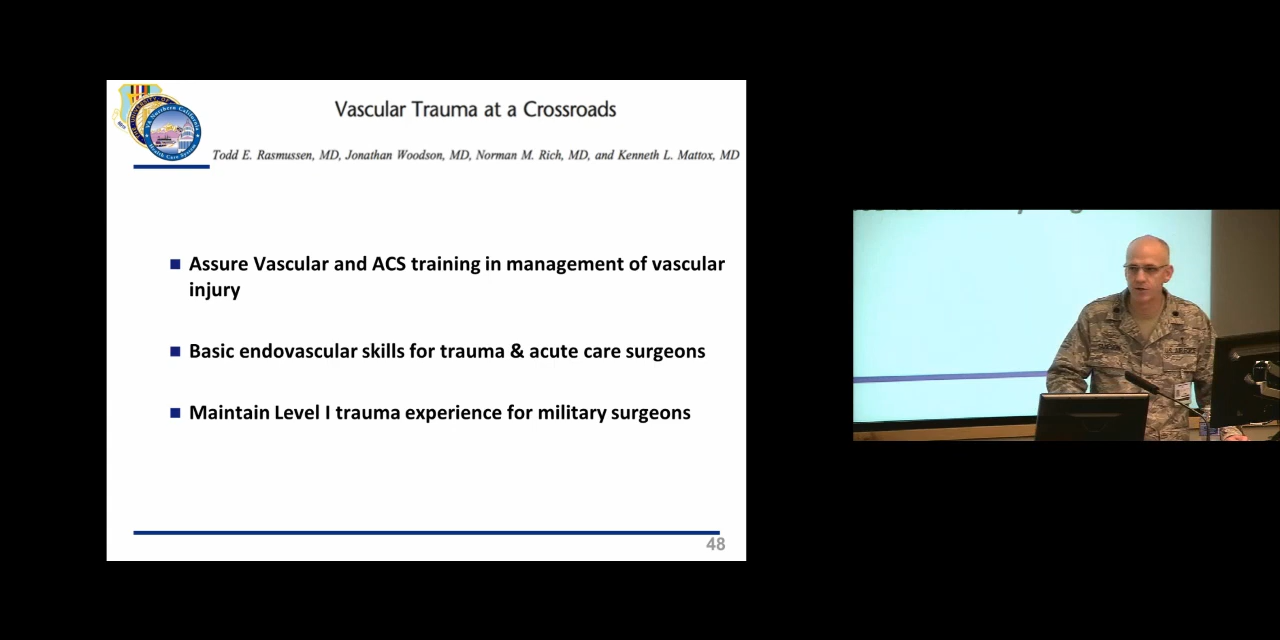 Vascular Trauma at a Crossroads
Todd E. Rasmussen, MD, Jonathan Woodson, MD, Norman M. Rich, MD, and Kenneth L. Mattox, MD
■ Assure Vascular and ACS training in management of vascular
injury
■ Basic endovascular skills for trauma & acute care surgeons
■ Maintain Level I trauma experience for military surgeons
48